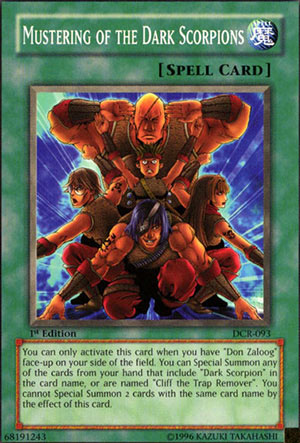 MUSTERING OF THE DARK SCORPIONS
SPELL
魔
[SPELL CARD]
1st Edition
DCR-093
You can only activate this card when you have "Don Zaloog"
face-up on your side of the field. You can Special Summon
any of the cards from your hand that include "Dark Scorpion" in
the card name, or are named "Cliff the Trap Remover". You
cannot Special Summon 2 cards with the same card name by
the effect of this card.
68191243
©1996 KAZUKI TAKAHASHI